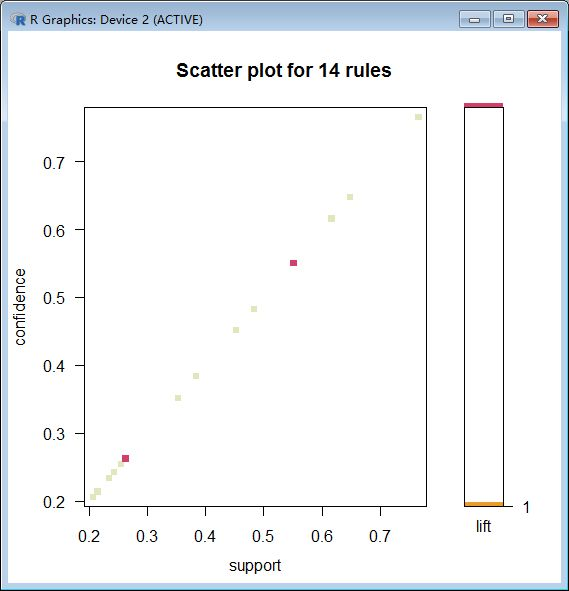 R Graphics: Device 2 (ACTIVE)
Scatter plot for 14 rules
confidence
0.7
0.6
0.5
0.4
0.3
0.2
0.2 0.3 0.4 0.5 0.6 0.7
support
1
lift